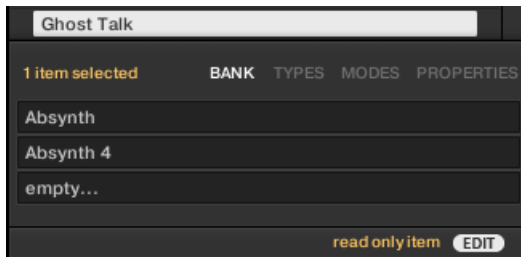 Ghost Talk
1 item selected BANK TYPES MODES PROPERTIES
Absynth
Absynth 4
empty...
read only item EDIT